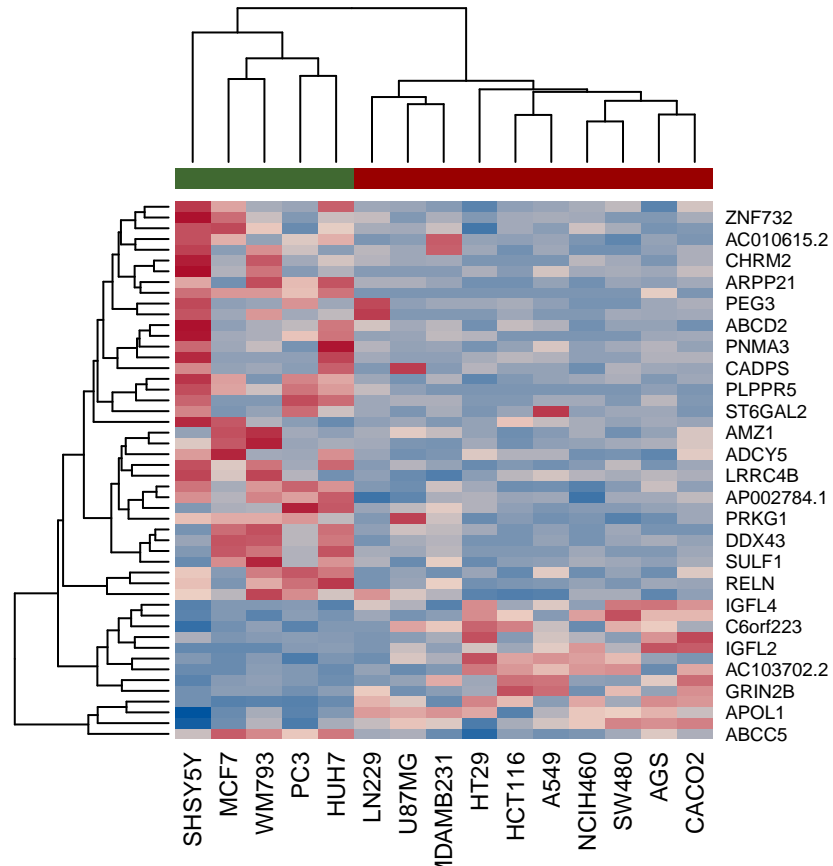 ZNF732
AC010615.2
CHRM2
ARPP21
PEG3
ABCD2
PNMA3
CADPS
PLPPR5
ST6GAL2
AMZ1
ADCY5
LRRC4B
AP002784.1
PRKG1
DDX43
SULF1
RELN
IGFL4
C6orf223
IGFL2
AC103702.2
GRIN2B
APOL1
ABCC5
SHSY5Y
MCF7
WM793
PC3
HUH7
LN229
U87MG
MDAMB231
HT29
HCT116
A549
NCIH460
SW480
AGS
CACO2